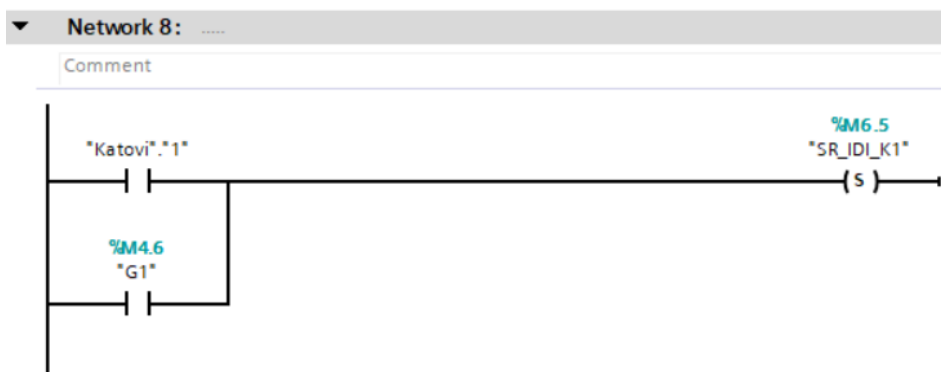 Network 8: .....
Comment
"Katovi"."1"
%M6.5
"SR_IDI_K1"
( S )
%M4.6
"G1"